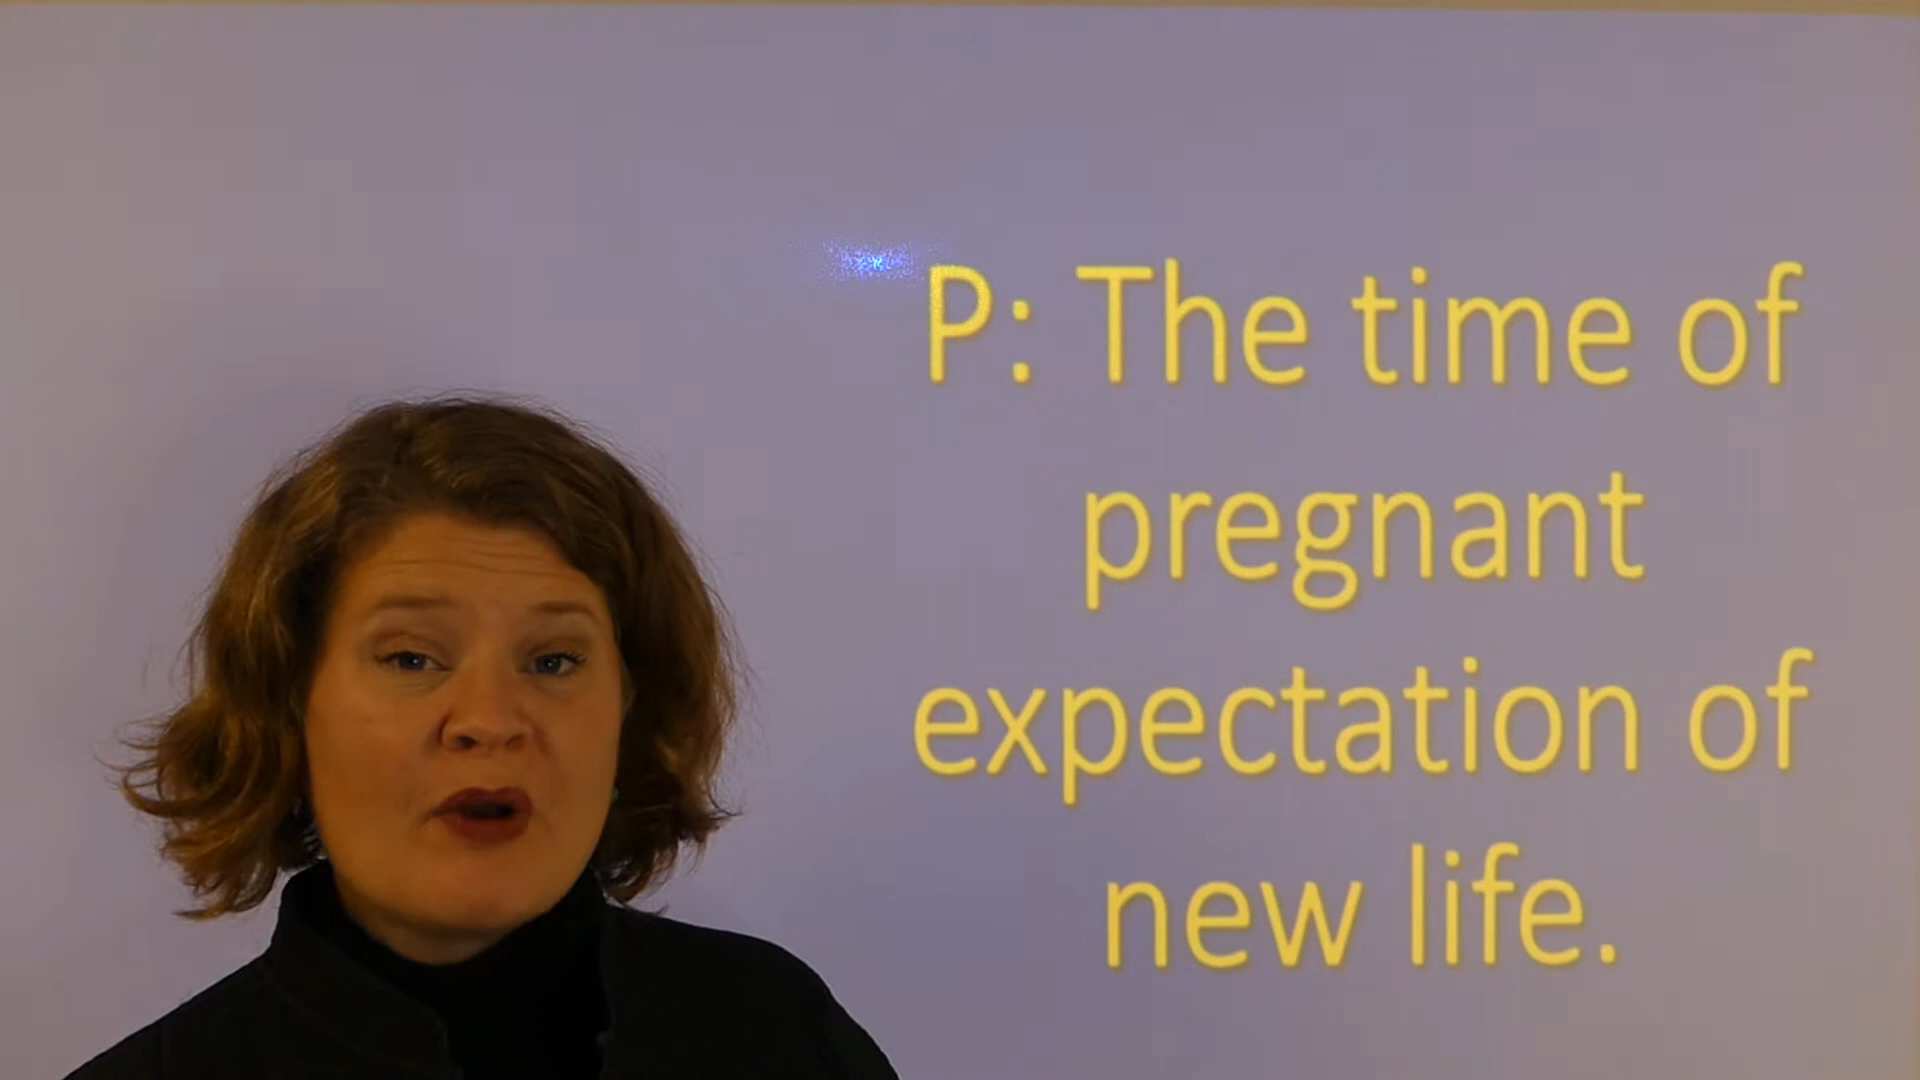 P: The time of
pregnant
expectation of
new life.